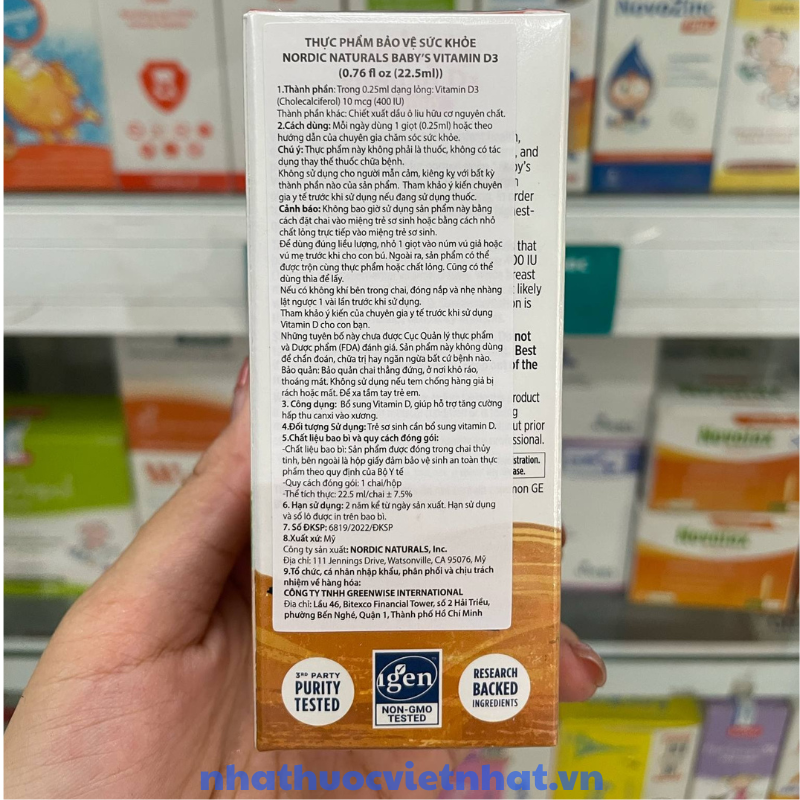 THỰC PHẨM BẢO VỆ SỨC KHỎE
NORDIC NATURALS BABY'S VITAMIN D3
(0.76 fl oz (22.5ml))
1.Thành phần: Trong 0.25ml dạng lỏng: Vitamin D3
(Cholecalciferol) 10 mcg (400 IU)
Thành phần khác: Chiết xuất dầu ô liu hữu cơ nguyên chất.
2.Cách dùng: Mỗi ngày dùng 1 giọt (0.25ml) hoặc theo
hướng dẫn của chuyên gia chăm sóc sức khỏe.
Chú ý: Thực phẩm này không phải là thuốc, không có tác
dụng thay thế thuốc chữa bệnh.
Không sử dụng cho người mẫn cảm, kiêng kỵ với bất kỳ
thành phần nào của sản phẩm. Tham khảo ý kiến chuyên
gia y tế trước khi sử dụng nếu đang sử dụng thuốc.
Cảnh báo: Không bao giờ sử dụng sản phẩm này bằng
cách đặt chai vào miệng trẻ sơ sinh hoặc bằng cách nhỏ
chất lỏng trực tiếp vào miệng trẻ sơ sinh.
Để dùng đúng liều lượng, nhỏ 1 giọt vào núm vú giả hoặc
vú mẹ trước khi cho con bú. Ngoài ra, sản phẩm có thể
được trộn cùng thực phẩm hoặc chất lỏng. Cũng có thể
dùng thìa để lấy.
Nếu có không khí bên trong chai, đóng nắp và nhẹ nhàng
lật ngược 1 vài lần trước khi sử dụng.
Tham khảo ý kiến của chuyên gia y tế trước khi sử dụng
Vitamin D cho con bạn.
Những tuyên bố này chưa được Cục Quản lý thực phẩm
và Dược phẩm (FDA) đánh giá. Sản phẩm này không dùng
để chẩn đoán, chữa trị hay ngăn ngừa bất cứ bệnh nào.
Bảo quản: Bảo quản chai thẳng đứng, ở nơi khô ráo,
thoáng mát. Không sử dụng nếu tem chống hàng giả bị
rách hoặc mất. Để xa tầm tay trẻ em.
3. Công dụng: Bổ sung Vitamin D, giúp hỗ trợ tăng cường
hấp thu canxi vào xương.
4.Đối tượng Sử dụng: Trẻ sơ sinh cần bổ sung vitamin D.
5.Chất liệu bao bì và quy cách đóng gói:
-Chất liệu bao bì: Sản phẩm được đóng trong chai thủy
tinh, bên ngoài là hộp giấy đảm bảo vệ sinh an toàn thực
phẩm theo quy định của Bộ Y tế
-Quy cách đóng gói: 1 chai/hộp
-Thể tích thực: 22.5 ml/chai ± 7.5%
6. Hạn sử dụng: 2 năm kể từ ngày sản xuất. Hạn sử dụng
và số lô được in trên bao bì.
7. Số ĐKSP: 6819/2022/ĐKSP
8.Xuất xứ: Mỹ
Công ty sản xuất: NORDIC NATURALS, Inc.
Địa chỉ: 111 Jennings Drive, Watsonville, CA 95076, Mỹ
9.Tổ chức, cá nhân nhập khẩu, phân phối và chịu trách
nhiệm về hàng hóa:
CÔNG TY TNHH GREENWISE INTERNATIONAL
Địa chỉ: Lầu 46, Bitexco Financial Tower, số 2 Hải Triều,
phường Bến Nghé, Quận 1, Thành phố Hồ Chí Minh
and
that
IU
likely
is
not
Best
of the
prior
GE
3RD PARTY
PURITY
TESTED
igen
NON-GMO
TESTED
RESEARCH
BACKED
INGREDIENTS
NovoZinc
nhathuocvietnhat.vn